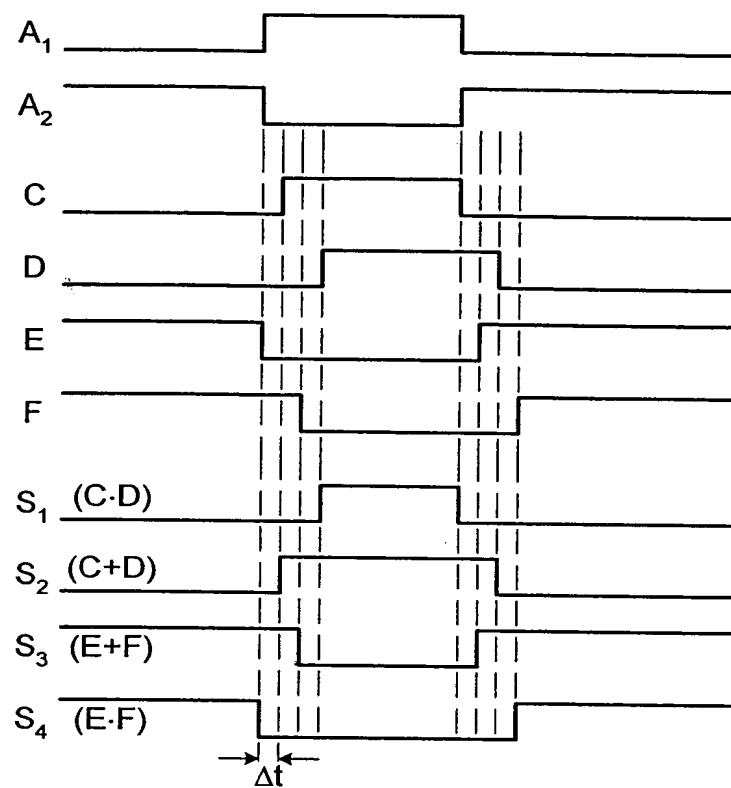 A₁
A₂
C
D
E
F
S₁ (C·D)
S₂ (C+D)
S₃ (E+F)
S₄ (E·F)
Δt